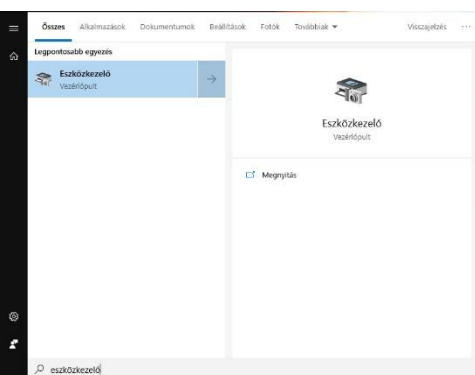 Összes Alkalmazások Dokumentumok Beállítások Fotók Továbbiak Visszajelzés ...
Legpontosabb egyezés
Eszközkezelő
Vezérlőpult
Eszközkezelő
Vezérlőpult
Megnyitás
eszközkezelő